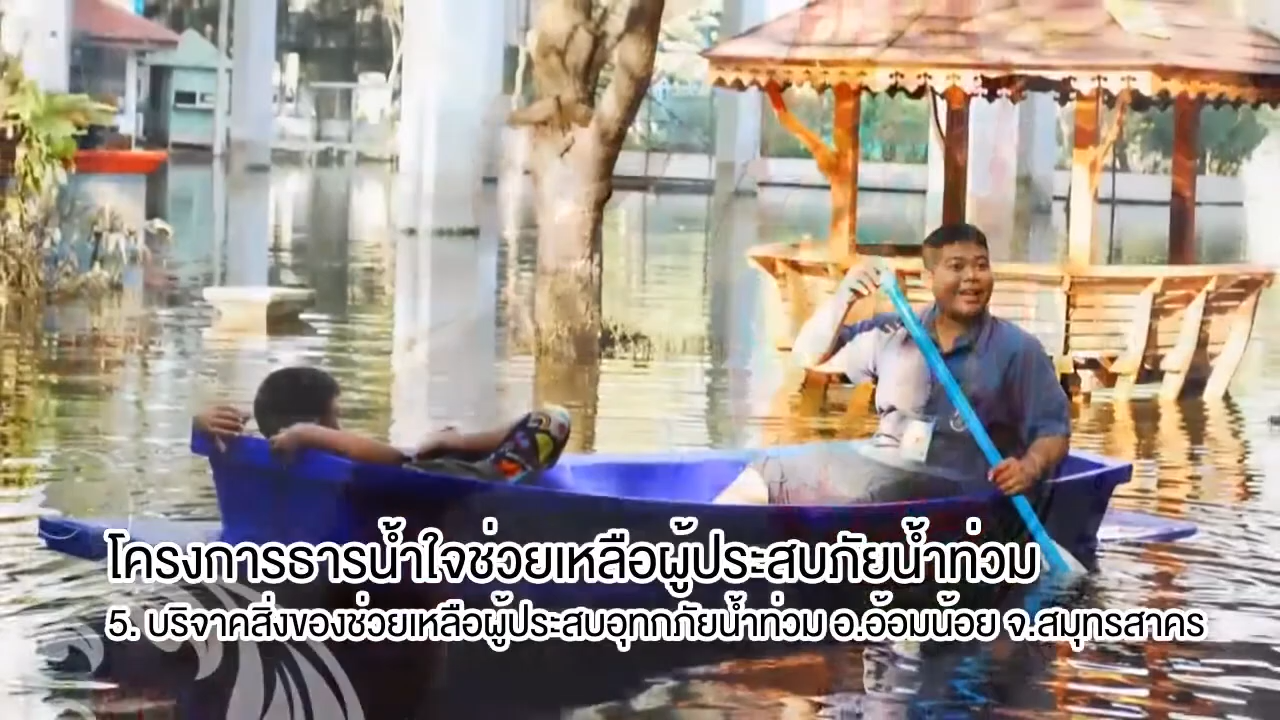 โครงการธารน้ำใจช่วยเหลือผู้ประสบภัยน้ำท่วม
5. บริจาคสิ่งของช่วยเหลือผู้ประสบอุทกภัยน้ำท่วม อ.อ้อมน้อย จ.สมุทรสาคร